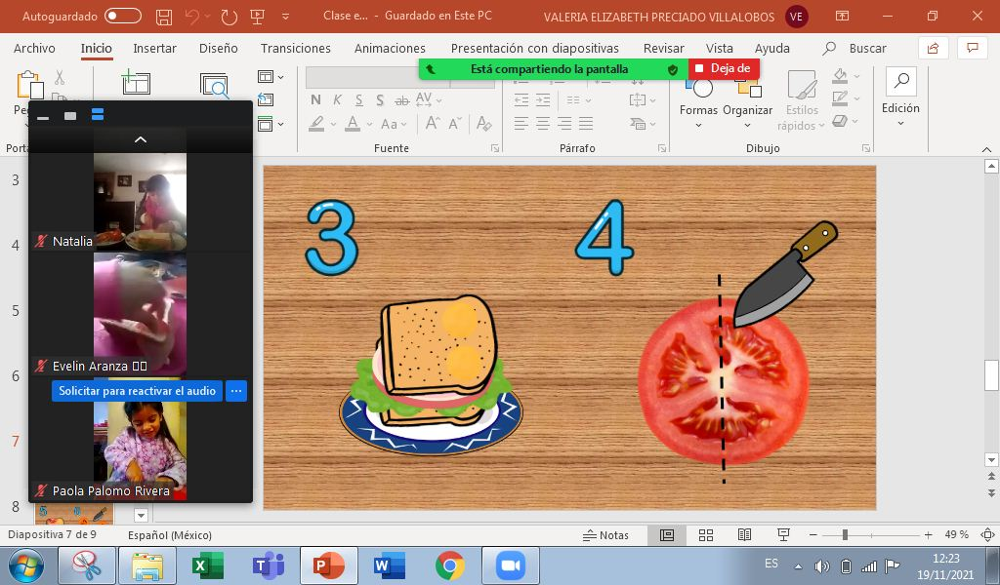 Autoguardado
Clase e... - Guardado en Este PC
VALERIA ELIZABETH PRECIADO VILLALOBOS
VE
Archivo Inicio Insertar Diseño Transiciones Animaciones Presentación con diapositivas Revisar Vista Ayuda Buscar
Está compartiendo la pantalla
Deja de
N K S S ab AV
A Aa A A A
Formas Organizar Estilos
rápidos
Edición
Fuente Párrafo Dibujo
3
4
5
6
7
8
Natalia
Evelin Aranza
Solicitar para reactivar el audio ...
Paola Palomo Rivera
3 4
5 6
Diapositiva 7 de 9 Español (México) Notas 49 %
ES
12:23
19/11/2021